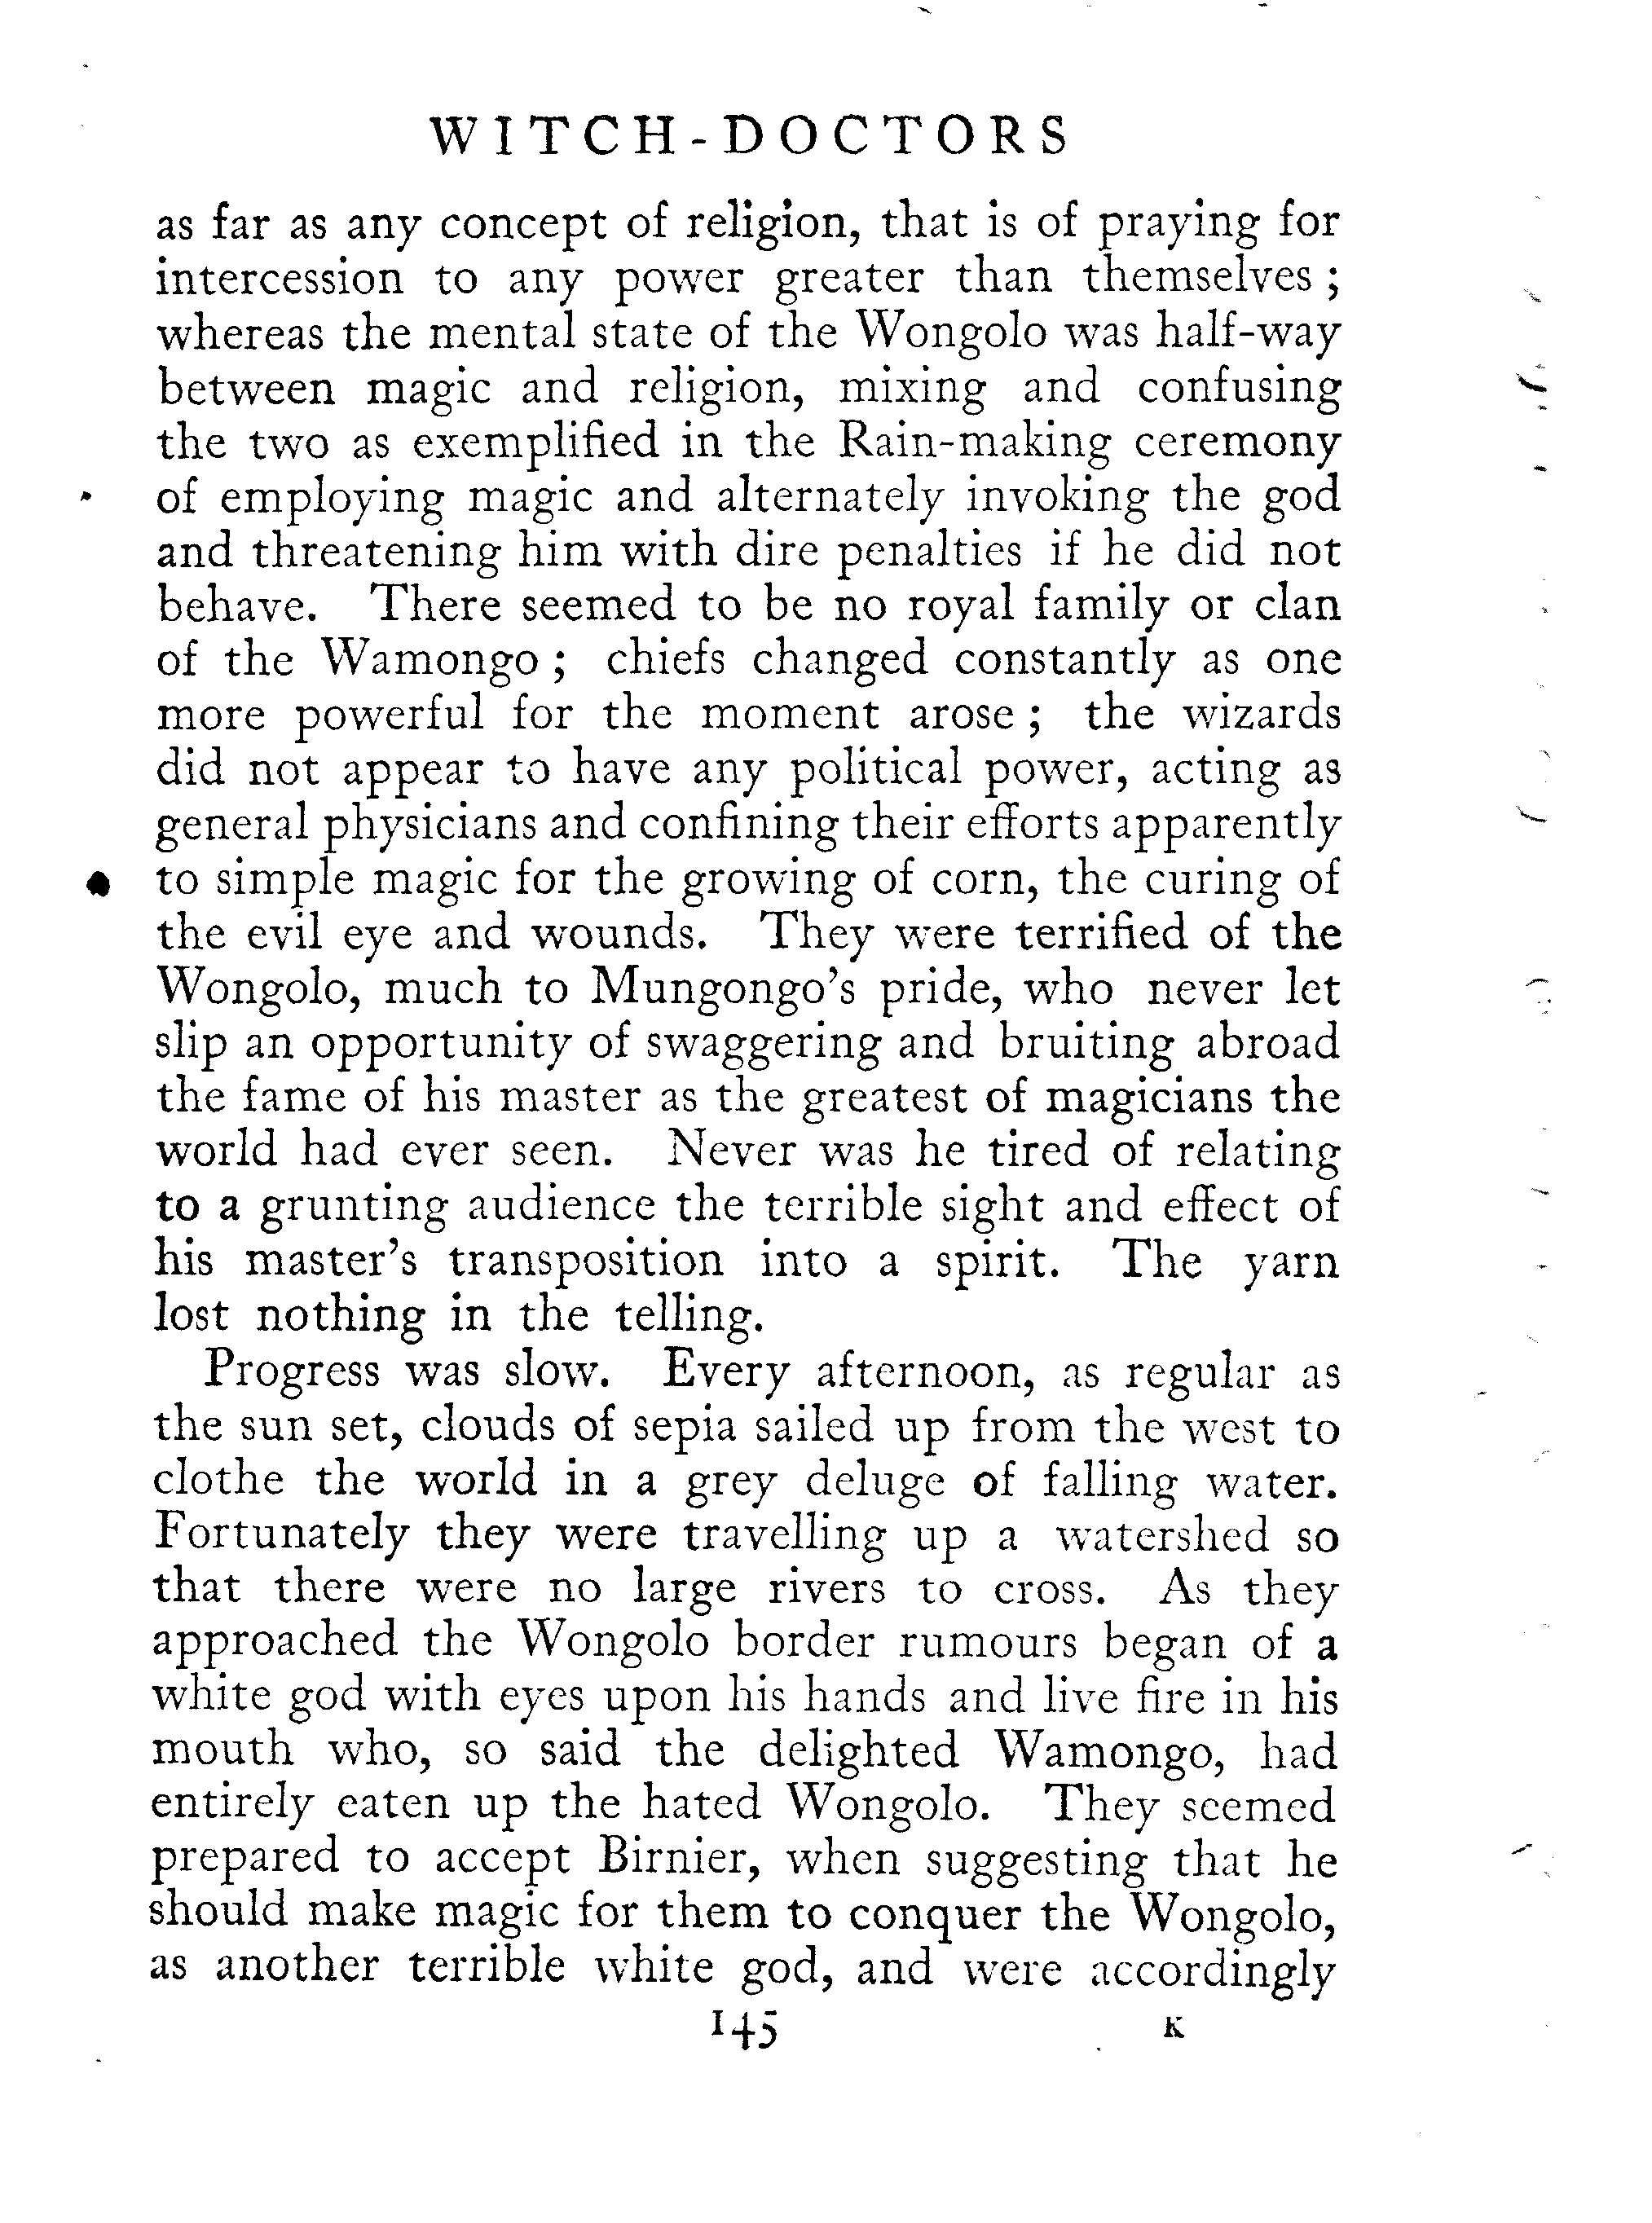 WITCH-DOCTORS
as far as any concept of religion, that is of praying for
intercession to any power greater than themselves ;
whereas the mental state of the Wongolo was half-way
between magic and religion, mixing and confusing
the two as exemplified in the Rain-making ceremony
of employing magic and alternately invoking the god
and threatening him with dire penalties if he did not
behave. There seemed to be no royal family or clan
of the Wamongo ; chiefs changed constantly as one
more powerful for the moment arose ; the wizards
did not appear to have any political power, acting as
general physicians and confining their efforts apparently
to simple magic for the growing of corn, the curing of
the evil eye and wounds. They were terrified of the
Wongolo, much to Mungongo’s pride, who never let
slip an opportunity of swaggering and bruiting abroad
the fame of his master as the greatest of magicians the
world had ever seen. Never was he tired of relating
to a grunting audience the terrible sight and effect of
his master’s transposition into a spirit. The yarn
lost nothing in the telling.
Progress was slow. Every afternoon, as regular as
the sun set, clouds of sepia sailed up from the west to
clothe the world in a grey deluge of falling water.
Fortunately they were travelling up a watershed so
that there were no large rivers to cross. As they
approached the Wongolo border rumours began of a
white god with eyes upon his hands and live fire in his
mouth who, so said the delighted Wamongo, had
entirely eaten up the hated Wongolo. They seemed
prepared to accept Birnier, when suggesting that he
should make magic for them to conquer the Wongolo,
as another terrible white god, and were accordingly
145 K